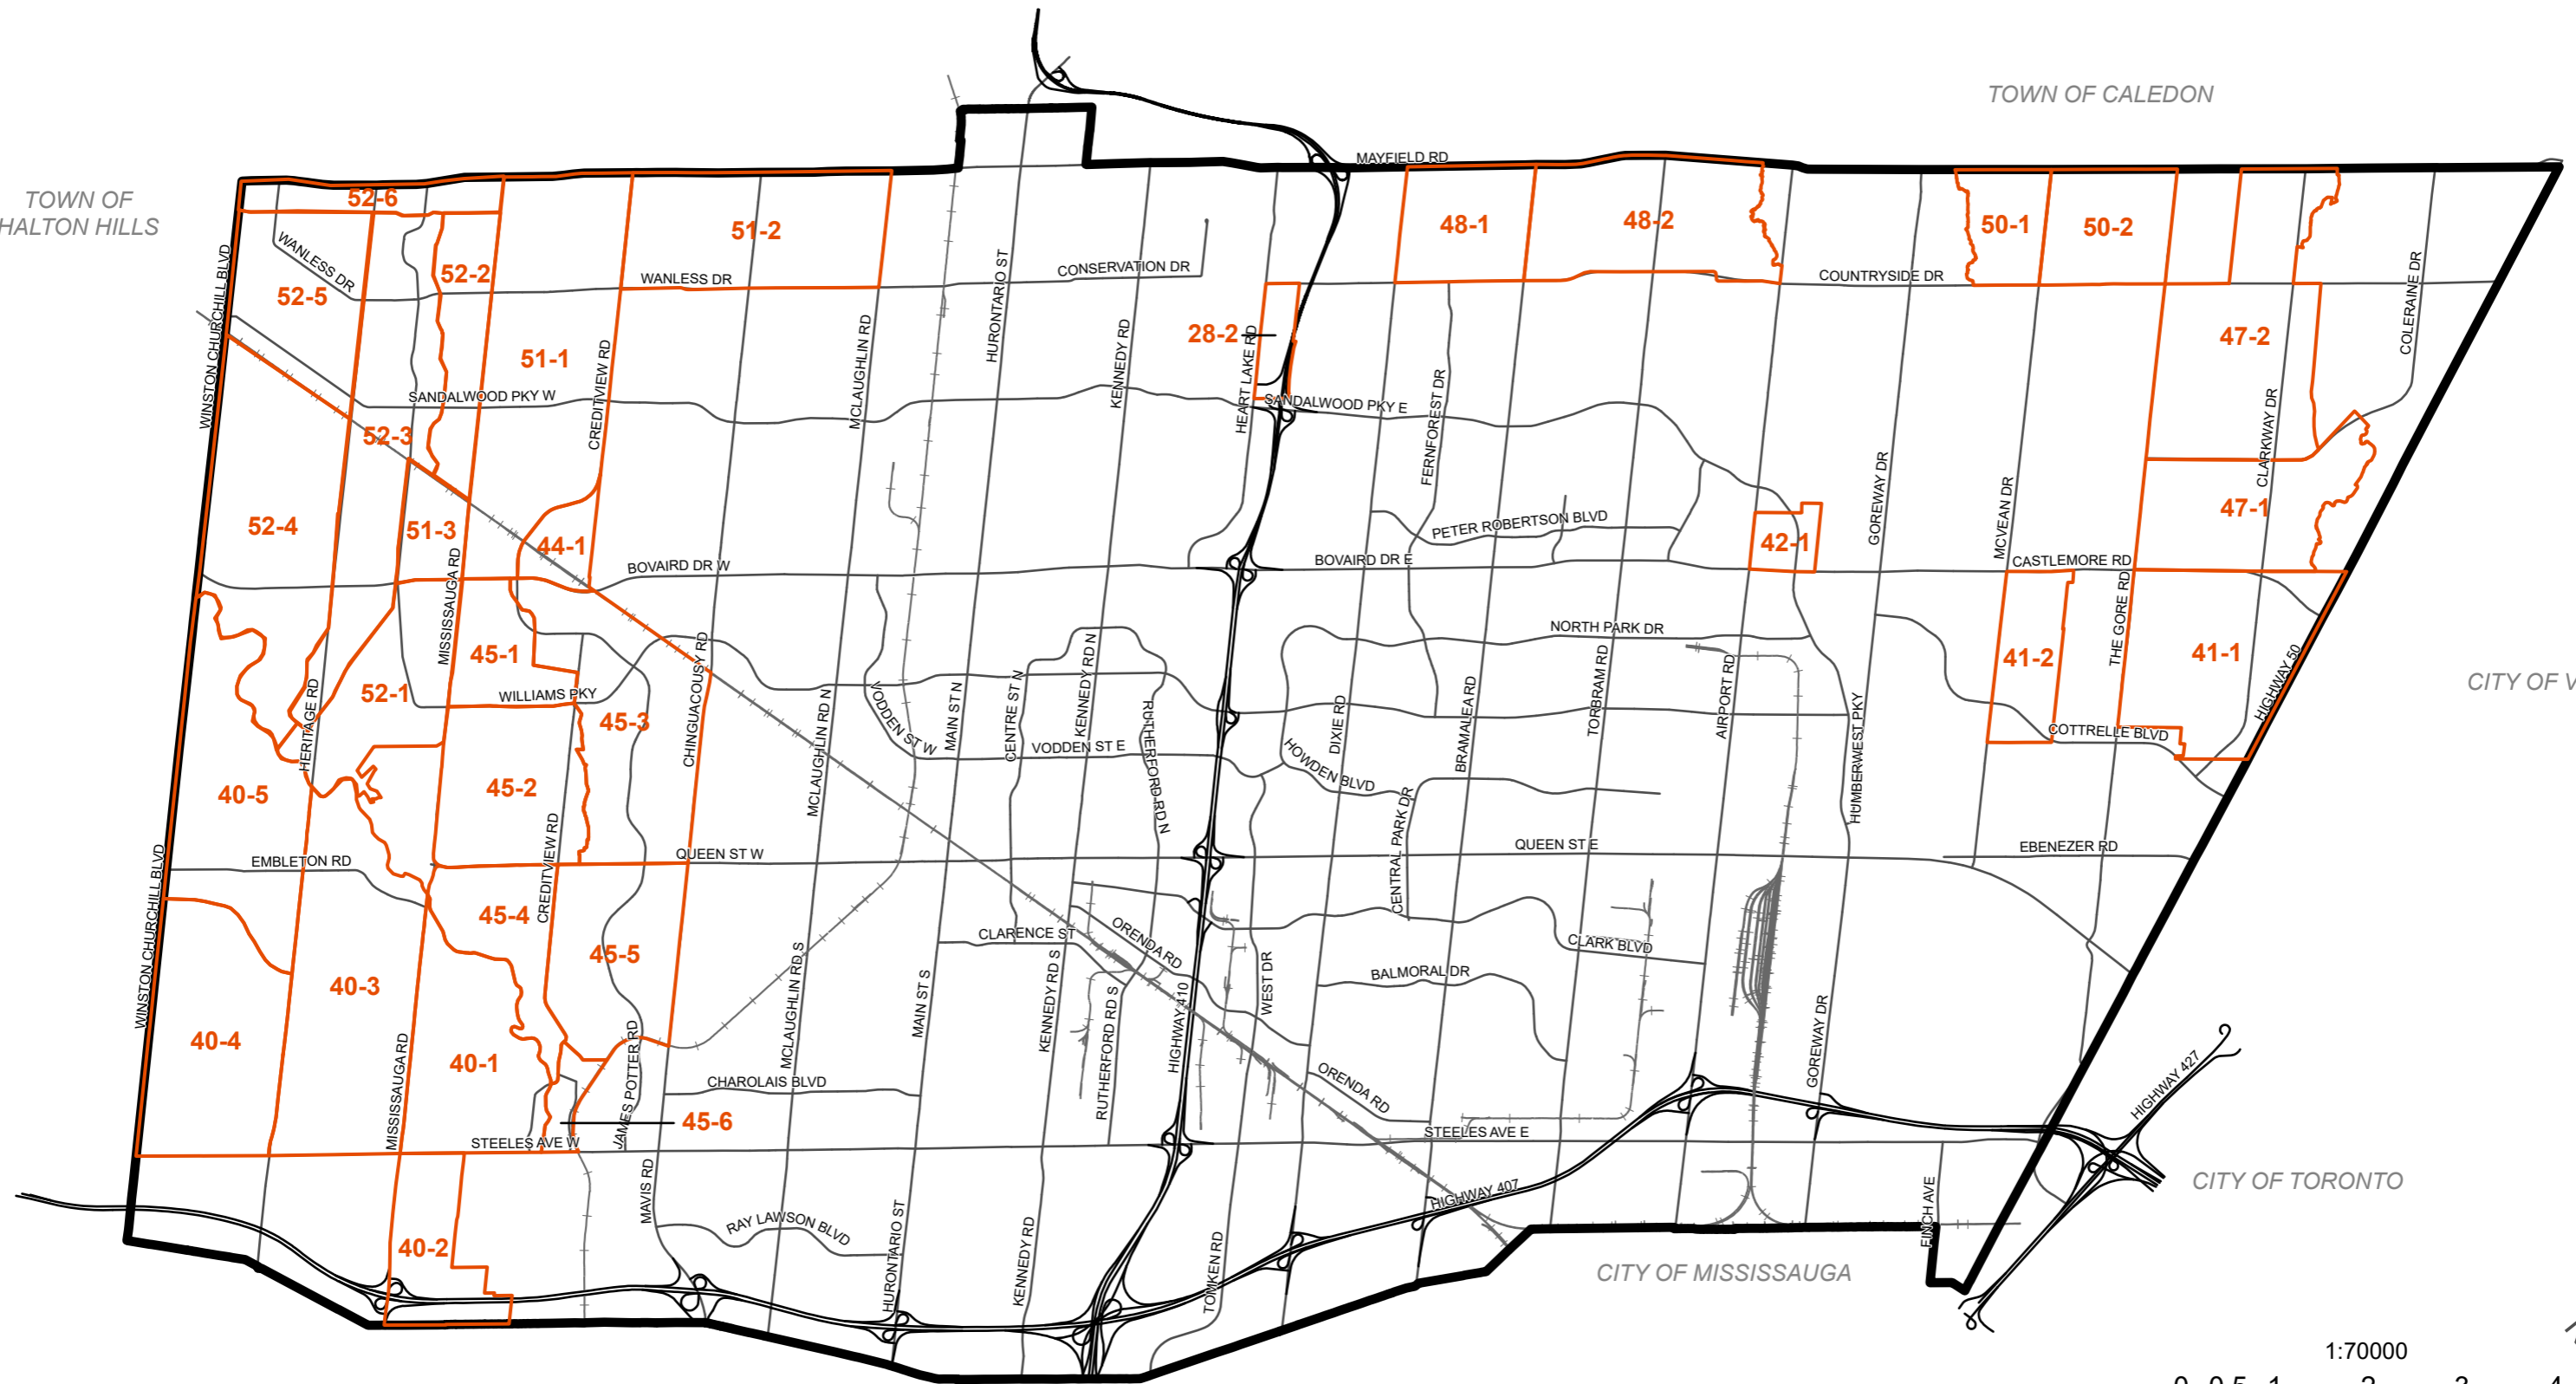 TOWN OF CALEDON
MAYFIELD RD
TOWN OF
HALTON HILLS
52-6
51-2
48-1
48-2
50-1
50-2
WANLESS DR
52-5
52-2
WANLESS DR
CONSERVATION DR
COUNTRYSIDE DR
COLERAINE DR
WINSTON CHURCHILL BLVD
HURONTARIO ST
28-2
HEART LAKE RD
47-2
51-1
CREDITVIEW RD
MCLAUGHLIN RD
KENNEDY RD
SANDALWOOD PKY W
SANDALWOOD PKY E
FERNFOREST DR
CLARKWAY DR
52-3
GOREWAY DR
MCVEAN DR
52-4
51-3
44-1
PETER ROBERTSON BLVD
42-1
47-1
BOVAIRD DR W
BOVAIRD DR E
CASTLEMORE RD
MISSISSAUGA RD
THE GORE RD
45-1
NORTH PARK DR
41-2
41-1
CITY OF V
52-1
WILLIAMS PKY
45-3
CHINGUACOUSY RD
HERITAGE RD
MCLAUGHLIN RD N
VODDEN ST W
MAIN ST N
CENTRE ST N
KENNEDY RD N
RUTHERFORD RD N
VODDEN ST E
HOWDEN BLVD
DIXIE RD
BRAMALEA RD
TORBRAM RD
AIRPORT RD
HUMBERWEST PKY
COTTRELLE BLVD
HIGHWAY 50
40-5
45-2
CREDITVIEW RD
CENTRAL PARK DR
EMBLETON RD
QUEEN ST W
QUEEN ST E
EBENEZER RD
WINSTON CHURCHILL BLVD
45-4
45-5
CLARENCE ST
ORENDA RD
CLARK BLVD
BALMORAL DR
40-3
40-4
40-1
MISSISSAUGA RD
JAMES POTTER RD
MCLAUGHLIN RD S
MAIN ST S
KENNEDY RD S
RUTHERFORD RD S
HIGHWAY 410
WEST DR
GOREWAY DR
CHAROLAIS BLVD
ORENDA RD
HIGHWAY 427
45-6
STEELES AVE W
STEELES AVE E
CITY OF TORONTO
MAVIS RD
RAY LAWSON BLVD
HURONTARIO ST
KENNEDY RD
TOMKEN RD
HIGHWAY 407
FINCH AVE
40-2
CITY OF MISSISSAUGA
1:70000
0 0.5 1 2 3 4